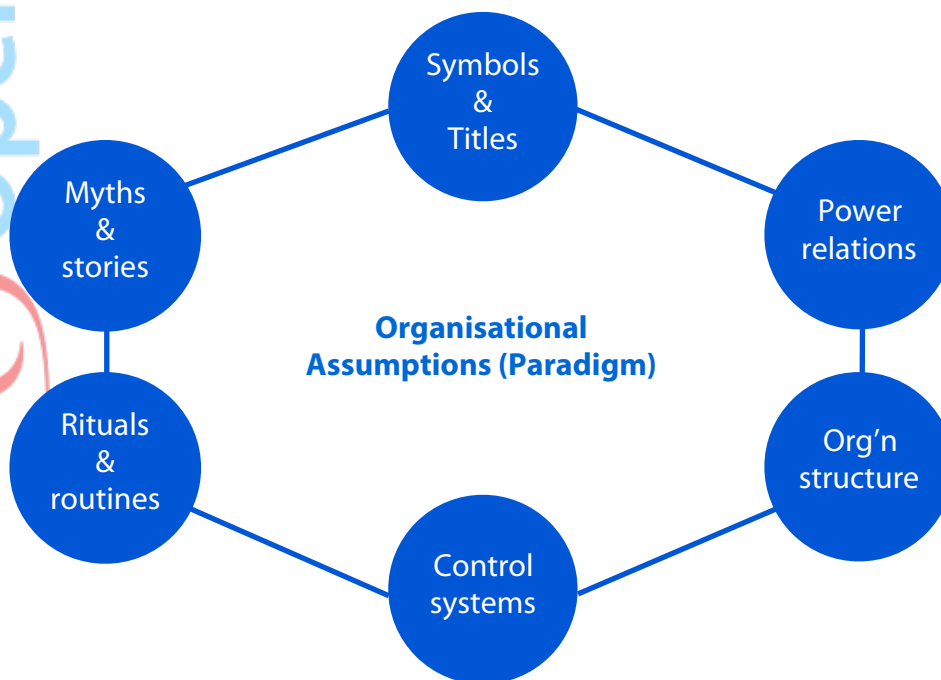 Symbols
&
Titles
Myths
&
stories
Power
relations
Organisational
Assumptions (Paradigm)
Rituals
&
routines
Org’n
structure
Control
systems